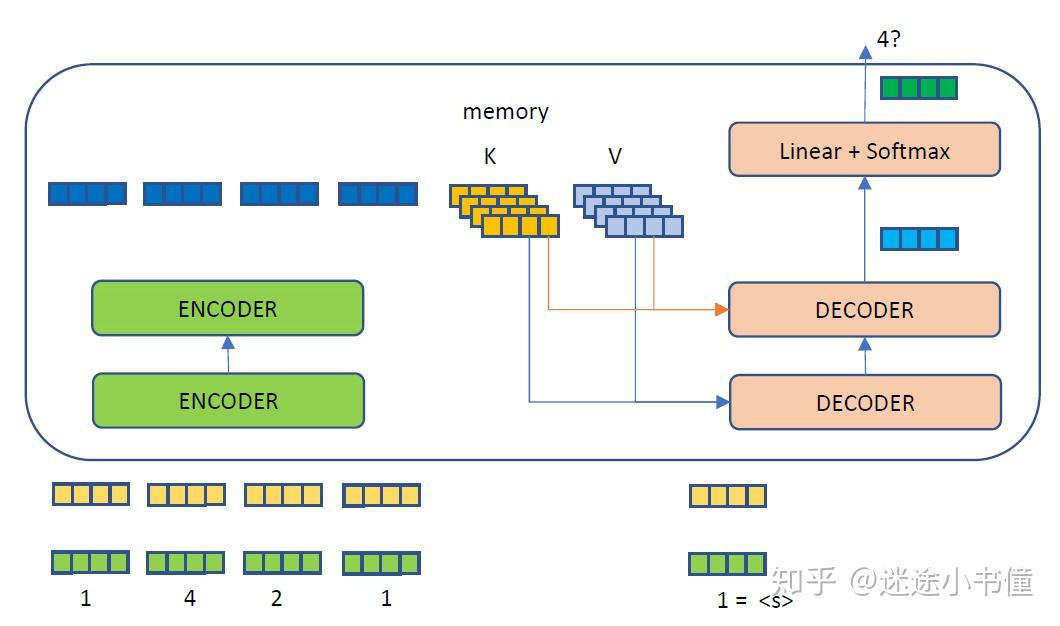 4?
memory
K V
Linear + Softmax
ENCODER
DECODER
ENCODER
DECODER
1 4 2 1
1 = <s>
知乎 @迷途小书僮